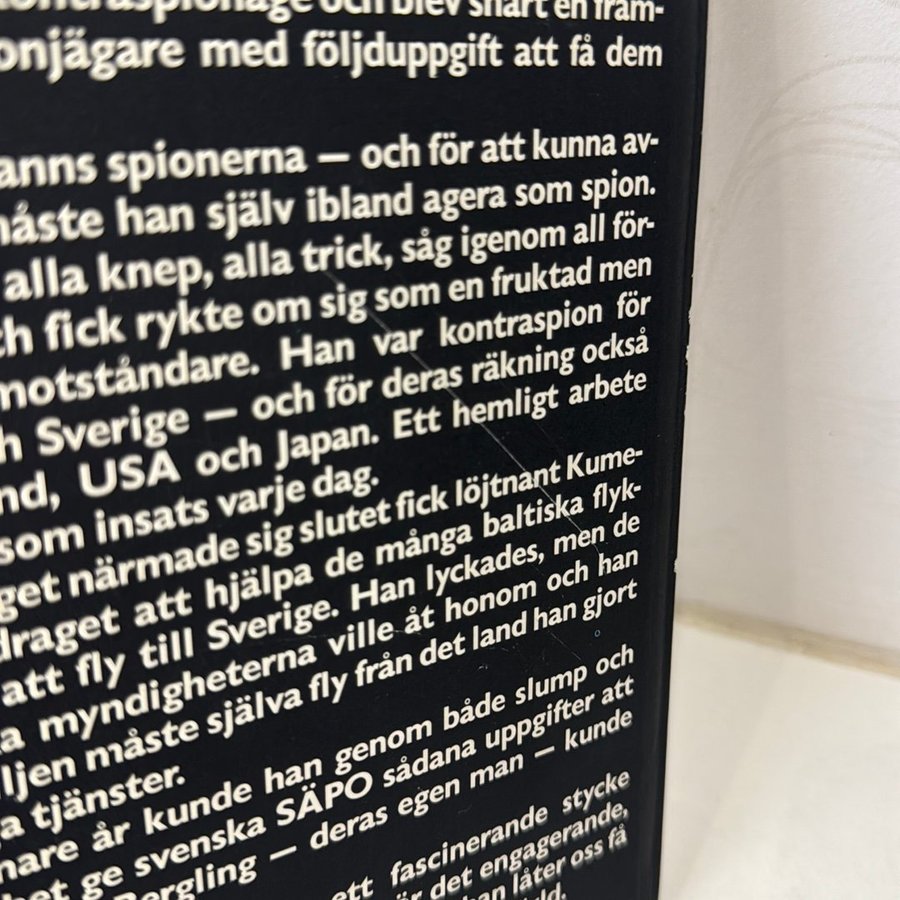 kontraspionage och blev snart en fram-
onjägare med följduppgift att få dem
anns spionerna — och för att kunna av-
måste han själv ibland agera som spion.
alla knep, alla trick, såg igenom all för-
ch fick rykte om sig som en fruktad men
motståndare. Han var kontraspion för
h Sverige — och för deras räkning också
nd, USA och Japan. Ett hemligt arbete
som insats varje dag.
get närmade sig slutet fick löjtnant Kume-
draget att hjälpa de många baltiska flyk-
att fly till Sverige. Han lyckades, men de
a myndigheterna ville åt honom och han
ljen måste själva fly från det land han gjort
a tjänster.
nare år kunde han genom både slump och
het ge svenska SÄPO sådana uppgifter att
Bergling — deras egen man — kunde
ett fascinerande stycke
är det engagerande,
han låter oss få